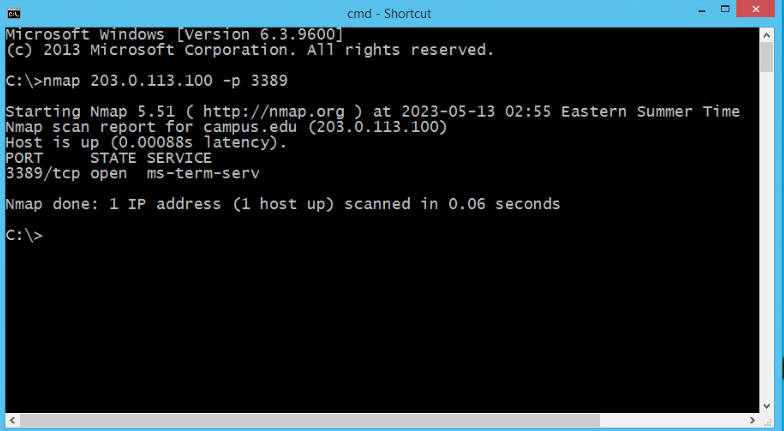 cmd - Shortcut
Microsoft Windows [Version 6.3.9600]
(c) 2013 Microsoft Corporation. All rights reserved.
C:\>nmap 203.0.113.100 -p 3389
Starting Nmap 5.51 ( http://nmap.org ) at 2023-05-13 02:55 Eastern Summer Time
Nmap scan report for campus.edu (203.0.113.100)
Host is up (0.00088s latency).
PORT     STATE SERVICE
3389/tcp open  ms-term-serv
Nmap done: 1 IP address (1 host up) scanned in 0.06 seconds
C:\>